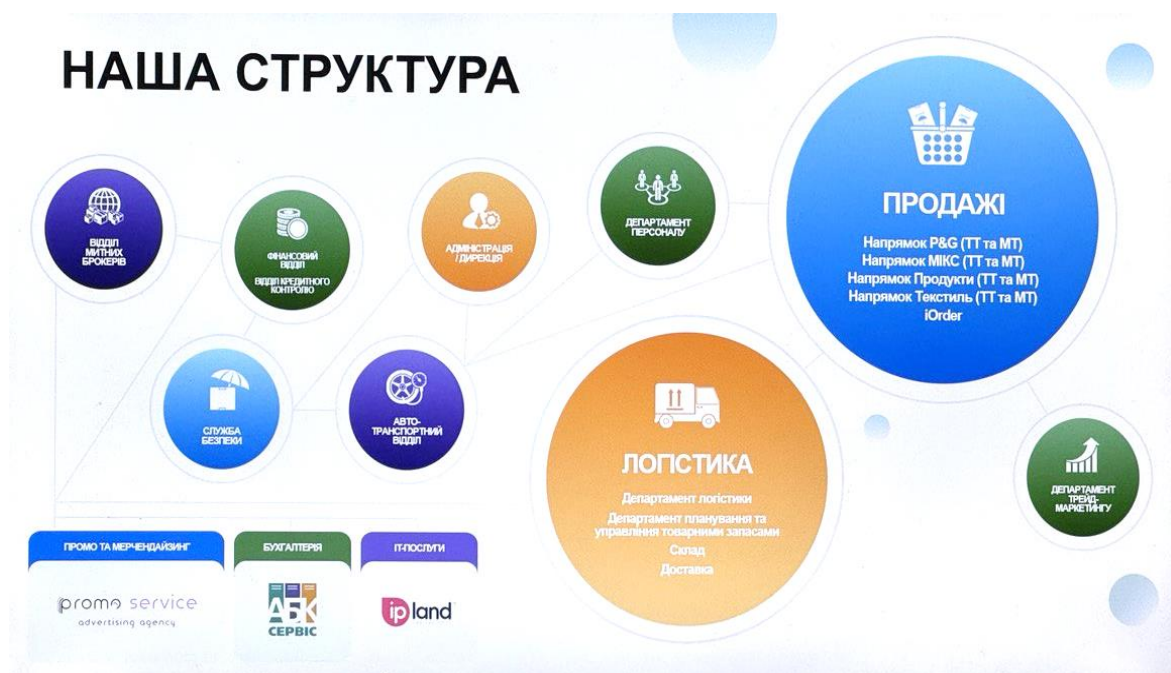 НАША СТРУКТУРА
ВІДДІЛ
МИТНИХ
БРОКЕРІВ
ФІНАНСОВИЙ
ВІДДІЛ
ВІДДІЛ КРЕДИТНОГО
КОНТРОЛЮ
АДМІНІСТРАЦІЯ
/ ДИРЕКЦІЯ
ДЕПАРТАМЕНТ
ПЕРСОНАЛУ
ПРОДАЖІ
Напрямок P&G (ТТ та МТ)
Напрямок МІКС (ТТ та МТ)
Напрямок Продукти (ТТ та МТ)
Напрямок Текстиль (ТТ та МТ)
iOrder
СЛУЖБА
БЕЗПЕКИ
АВТО-
ТРАНСПОРТНИЙ
ВІДДІЛ
ЛОГІСТИКА
Департамент логістики
Департамент планування та
управління товарними запасами
Склад
Доставка
ДЕПАРТАМЕНТ
ТРЕЙД-
МАРКЕТИНГУ
ПРОМО ТА МЕРЧЕНДАЙЗИНГ
promo service
advertising agency
БУХГАЛТЕРІЯ
АБК
СЕРВІС
ІТ-ПОСЛУГИ
ip land